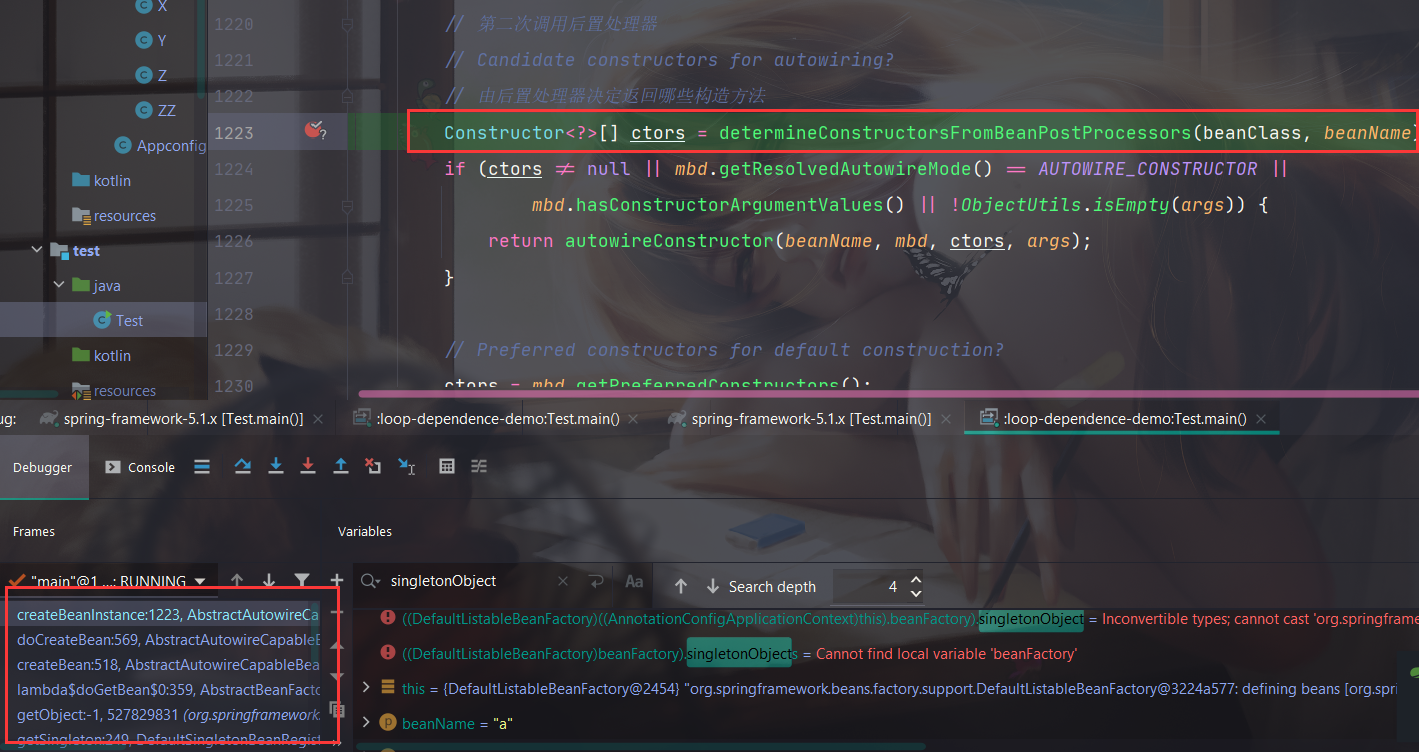 X
1220 // 第二次调用后置处理器
Y
1221 // Candidate constructors for autowiring?
Z
1222 // 由后置处理器决定返回哪些构造方法
ZZ
1223 Constructor<?>[] ctors = determineConstructorsFromBeanPostProcessors(beanClass, beanName)
Appconfig
1224 if (ctors ≠ null || mbd.getResolvedAutowireMode() == AUTOWIRE_CONSTRUCTOR ||
kotlin
1225 mbd.hasConstructorArgumentValues() || !ObjectUtils.isEmpty(args)) {
resources
1226 return autowireConstructor(beanName, mbd, ctors, args);
test
1227 }
java
1228
Test
1229 // Preferred constructors for default construction?
kotlin
1230 ctors = mbd.getPreferredConstructors();
resources
ug: spring-framework-5.1.x [Test.main()] × :loop-dependence-demo:Test.main() × spring-framework-5.1.x [Test.main()] × :loop-dependence-demo:Test.main() ×
Debugger Console
Frames Variables
"main"@1 ...: RUNNING singletonObject × Aa Search depth 4
createBeanInstance:1223, AbstractAutowireCa
((DefaultListableBeanFactory)((AnnotationConfigApplicationContext)this).beanFactory).singletonObject = Inconvertible types; cannot cast 'org.springframe
doCreateBean:569, AbstractAutowireCapableB
((DefaultListableBeanFactory)beanFactory).singletonObjects = Cannot find local variable 'beanFactory'
createBean:518, AbstractAutowireCapableBea
this = {DefaultListableBeanFactory@2454} "org.springframework.beans.factory.support.DefaultListableBeanFactory@3224a577: defining beans [org.spri
lambda$doGetBean$0:359, AbstractBeanFacto
getObject:-1, 527829831 (org.springframework.
beanName = "a"
getSingleton:249, DefaultSingletonBeanRegist